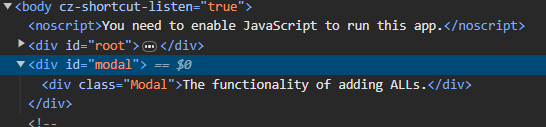 ▼<body cz-shortcut-listen="true">
<noscript>You need to enable JavaScript to run this app.</noscript>
▶<div id="root">…</div>
▼<div id="modal"> == $0
<div class="Modal">The functionality of adding ALLs.</div>
</div>
<!--